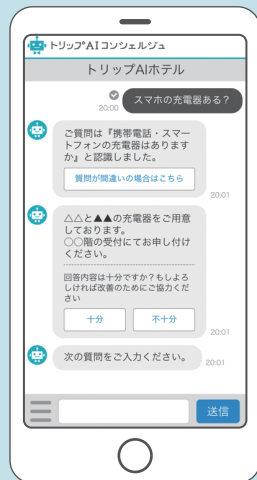 トリップAIコンシェルジュ
トリップAIホテル
スマホの充電器ある？
20:00
ご質問は『携帯電話・スマー
トフォンの充電器はあります
か』と認識しました。
質問が間違いの場合はこちら
20:01
△△と▲▲の充電器をご用意
しております。
○○階の受付にてお申し付け
ください。
回答内容は十分ですか？もしよろ
しければ改善のためにご協力くだ
さい
十分
不十分
20:01
次の質問をご入力ください。
20:01
送信